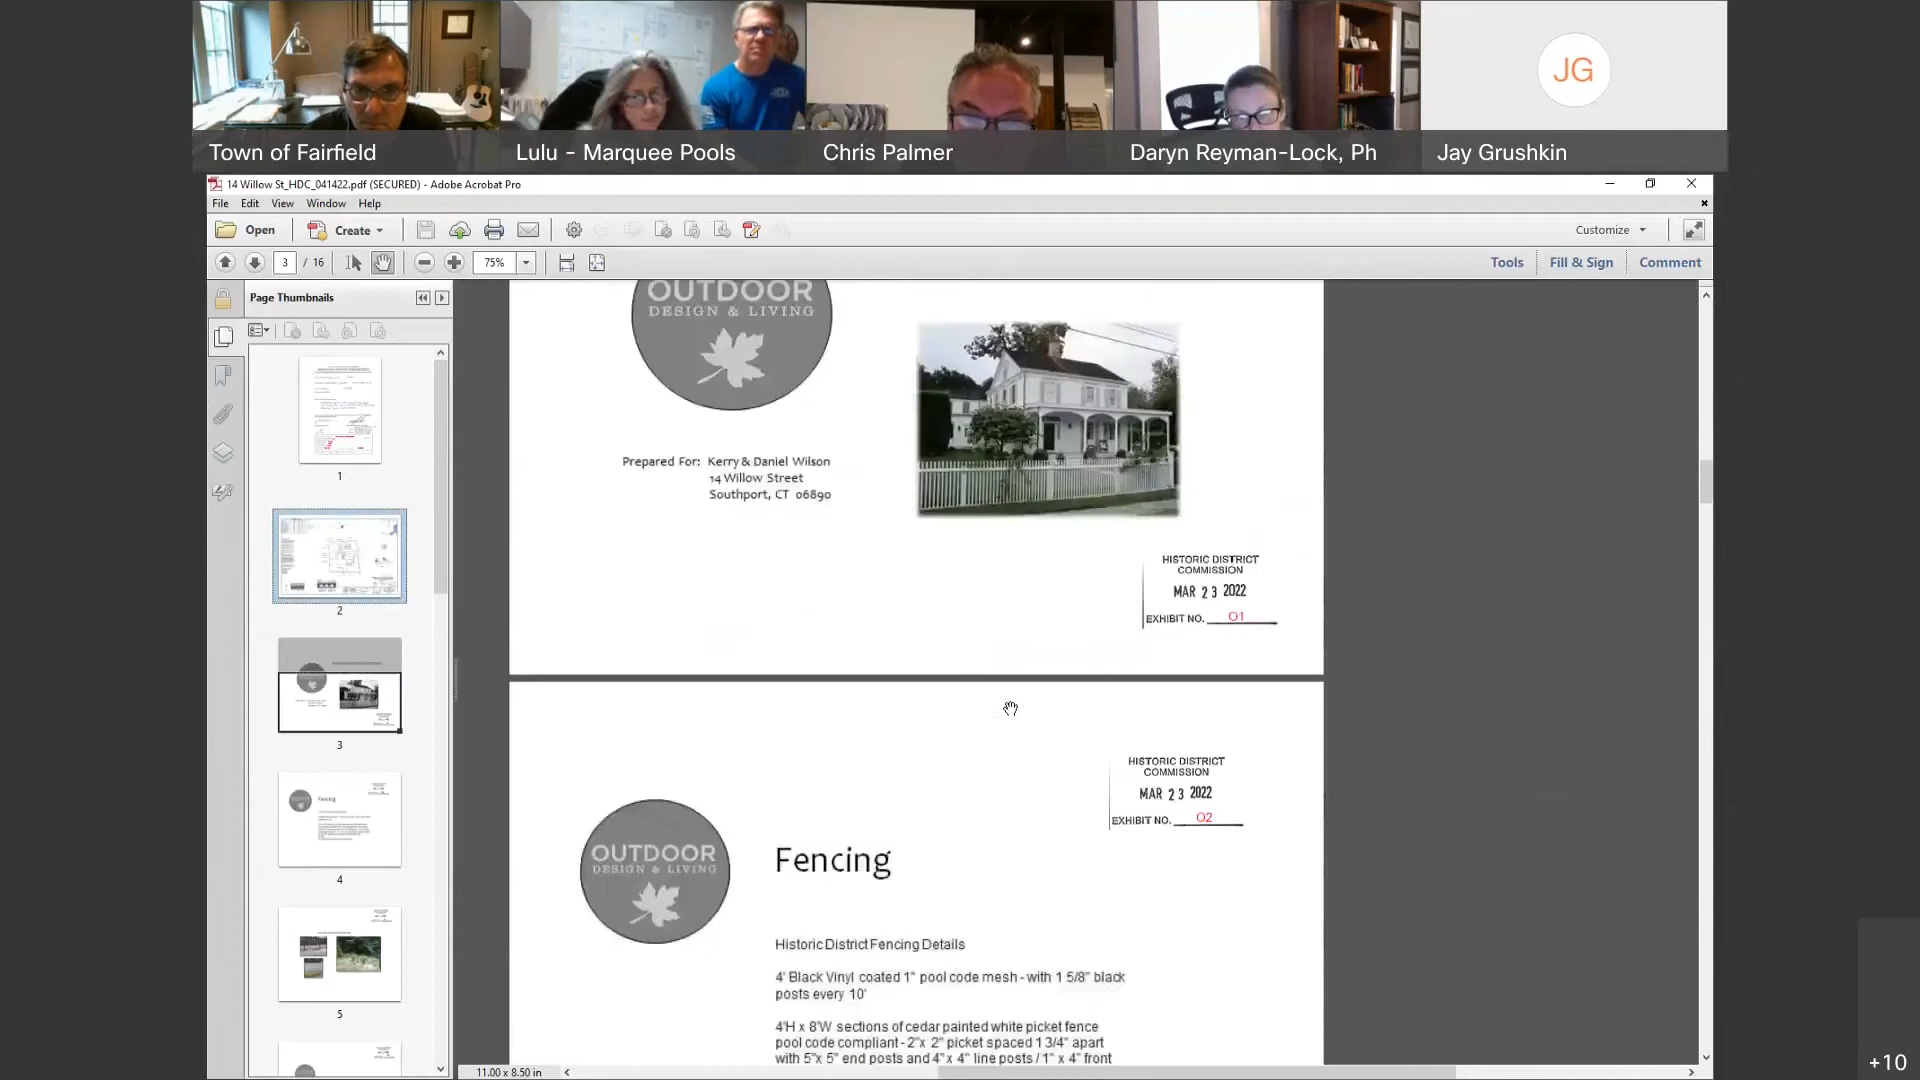 JG
Town of Fairfield
Lulu - Marquee Pools
Chris Palmer
Daryn Reyman-Lock, Ph
Jay Grushkin
14 Willow St_HDC_041422.pdf (SECURED) - Adobe Acrobat Pro
File Edit View Window Help
Open
Create
Customize
3 / 16
75%
Tools
Fill & Sign
Comment
Page Thumbnails
1
2
3
4
5
OUTDOOR
DESIGN & LIVING
Prepared For: Kerry & Daniel Wilson
14 Willow Street
Southport, CT 06890
HISTORIC DISTRICT
COMMISSION
MAR 23 2022
EXHIBIT NO. O1
HISTORIC DISTRICT
COMMISSION
MAR 23 2022
EXHIBIT NO. O2
OUTDOOR
DESIGN & LIVING
Fencing
Historic District Fencing Details
4' Black Vinyl coated 1" pool code mesh - with 1 5/8" black
posts every 10'
4'H x 8'W sections of cedar painted white picket fence
pool code compliant - 2"x 2" picket spaced 1 3/4" apart
with 5"x 5" end posts and 4"x 4" line posts / 1" x 4" front
11.00 x 8.50 in
+10